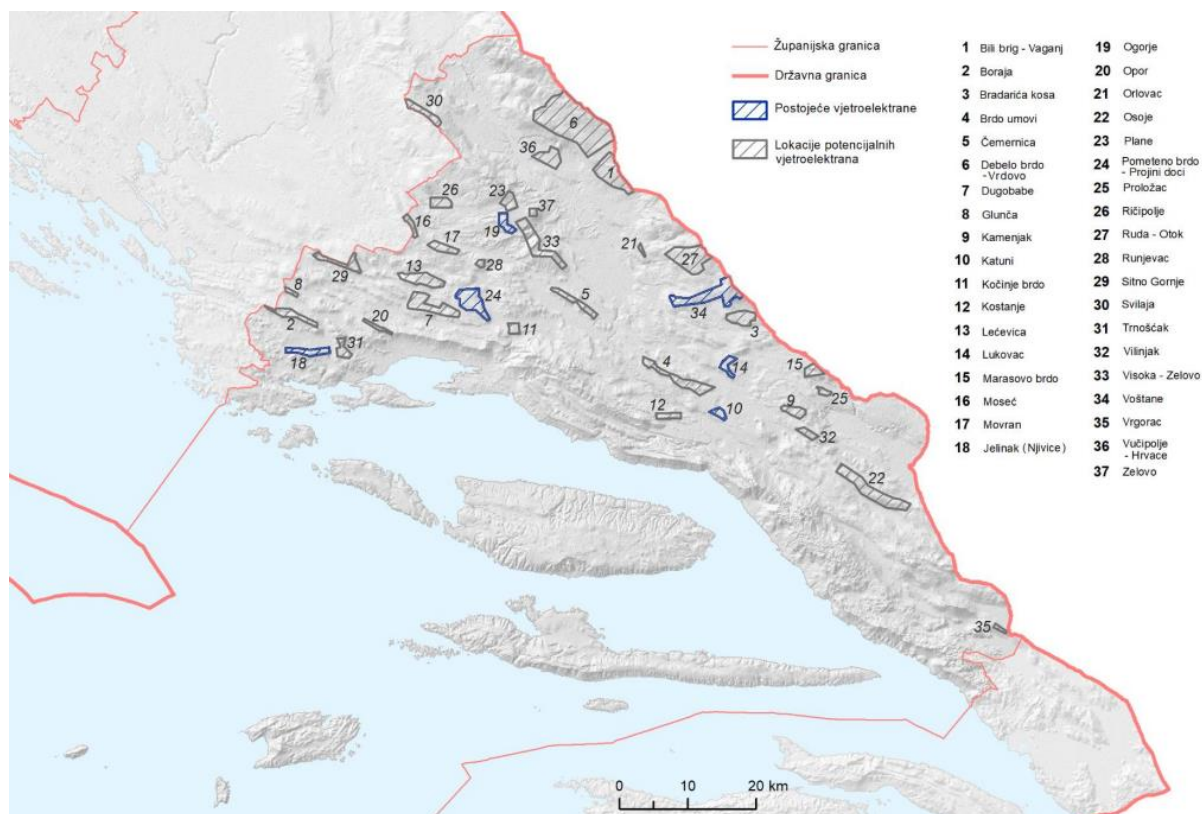 Županijska granica
Državna granica
Postojeće vjetroelektrane
Lokacije potencijalnih
vjetroelektrana
1 Bili brig - Vaganj
2 Boraja
3 Bradarića kosa
4 Brdo umovi
5 Čemernica
6 Debelo brdo
-Vrdovo
7 Dugobabe
8 Glunča
9 Kamenjak
10 Katuni
11 Kočinje brdo
12 Kostanje
13 Lećevica
14 Lukovac
15 Marasovo brdo
16 Moseć
17 Movran
18 Jelinak (Njivice)
19 Ogorje
20 Opor
21 Orlovac
22 Osoje
23 Plane
24 Pometeno brdo
- Projini doci
25 Proložac
26 Ričipolje
27 Ruda - Otok
28 Runjevac
29 Sitno Gornje
30 Svilaja
31 Trnošćak
32 Vilinjak
33 Visoka - Zelovo
34 Voštane
35 Vrgorac
36 Vučipolje
- Hrvace
37 Zelovo
30
6
36
1
26
23
37
16
19
33
17
21
27
28
29
13
8
24
5
34
7
3
2
20
11
31
18
4
14
15
25
12
10
9
32
22
35
0 10 20 km